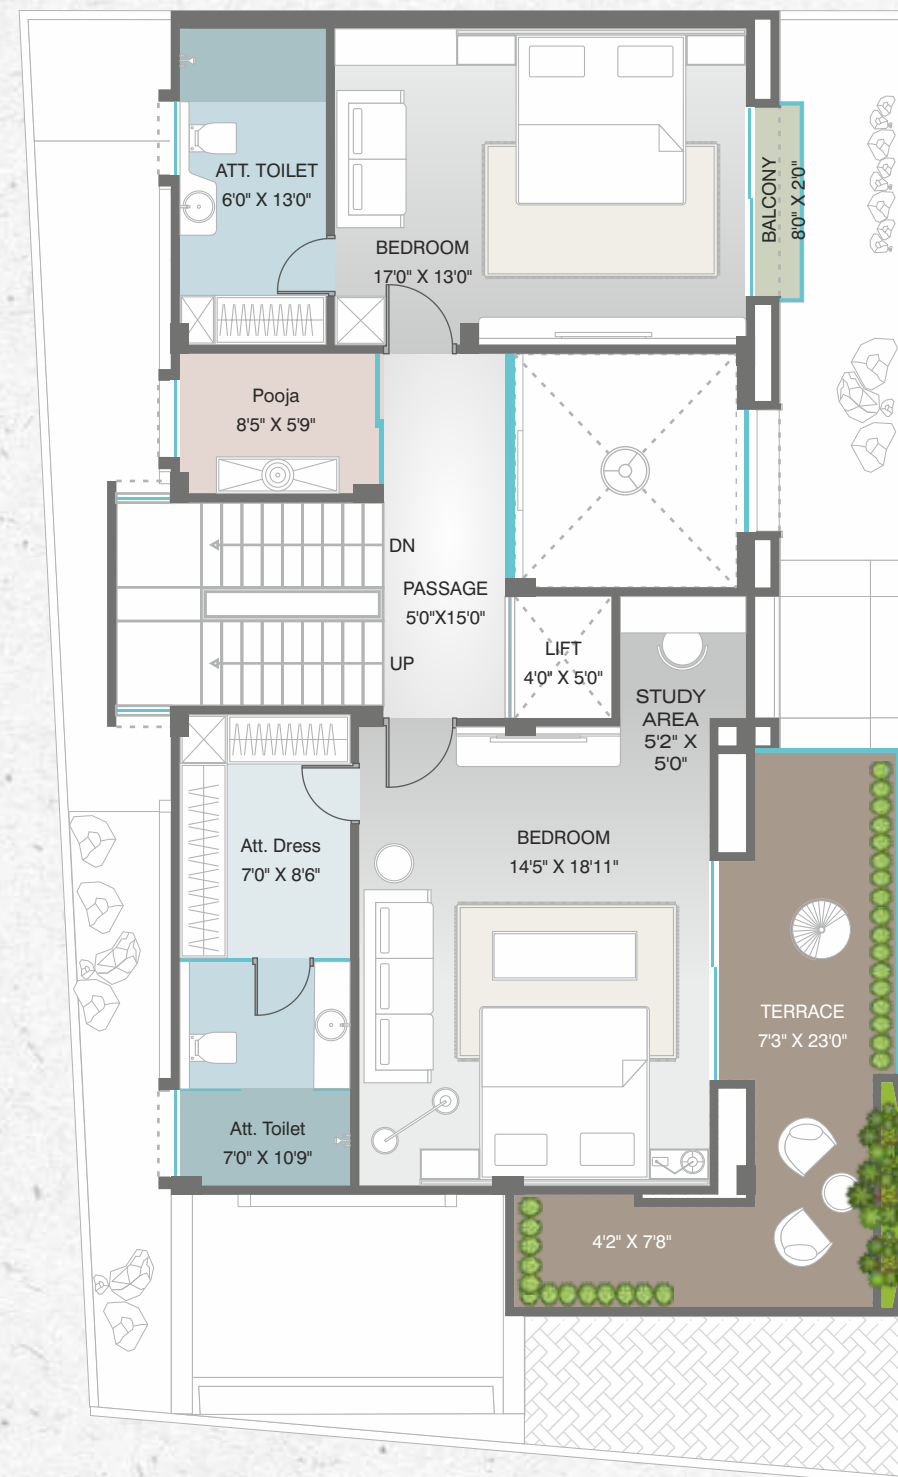 ATT. TOILET
6'0" X 13'0"
BEDROOM
17'0" X 13'0"
BALCONY
8'0" X 2'0"
Pooja
8'5" X 5'9"
DN
PASSAGE
5'0"X15'0"
UP
LIFT
4'0" X 5'0"
STUDY
AREA
5'2" X
5'0"
Att. Dress
7'0" X 8'6"
BEDROOM
14'5" X 18'11"
TERRACE
7'3" X 23'0"
Att. Toilet
7'0" X 10'9"
4'2" X 7'8"